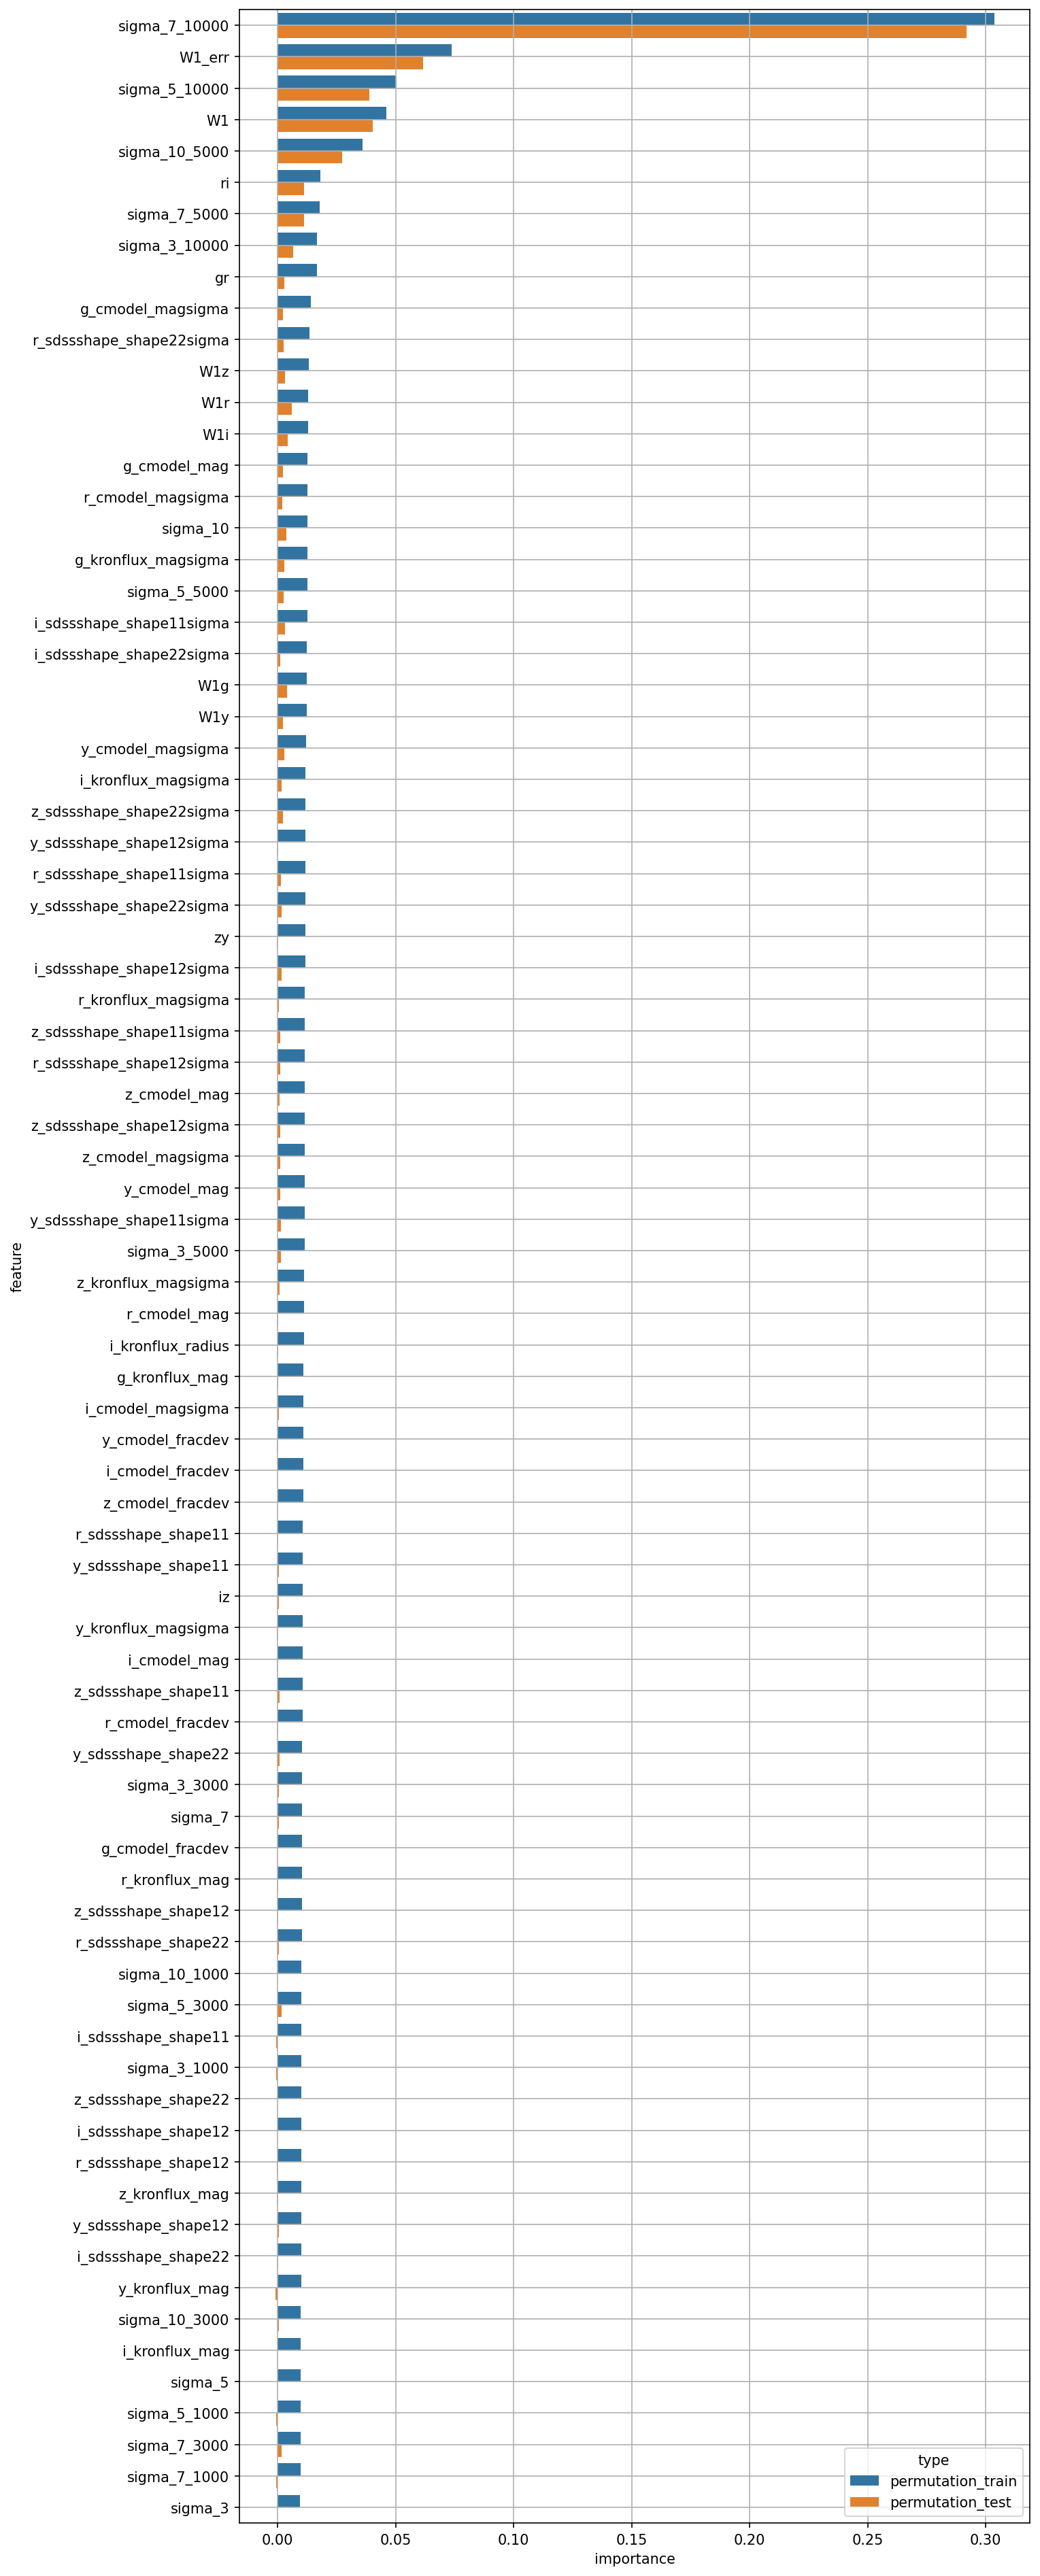 sigma_7_10000
W1_err
sigma_5_10000
W1
sigma_10_5000
ri
sigma_7_5000
sigma_3_10000
gr
g_cmodel_magsigma
r_sdssshape_shape22sigma
W1z
W1r
W1i
g_cmodel_mag
r_cmodel_magsigma
sigma_10
g_kronflux_magsigma
sigma_5_5000
i_sdssshape_shape11sigma
i_sdssshape_shape22sigma
W1g
W1y
y_cmodel_magsigma
i_kronflux_magsigma
z_sdssshape_shape22sigma
y_sdssshape_shape12sigma
r_sdssshape_shape11sigma
y_sdssshape_shape22sigma
zy
i_sdssshape_shape12sigma
r_kronflux_magsigma
z_sdssshape_shape11sigma
r_sdssshape_shape12sigma
z_cmodel_mag
z_sdssshape_shape12sigma
z_cmodel_magsigma
y_cmodel_mag
y_sdssshape_shape11sigma
sigma_3_5000
z_kronflux_magsigma
r_cmodel_mag
i_kronflux_radius
g_kronflux_mag
i_cmodel_magsigma
y_cmodel_fracdev
i_cmodel_fracdev
z_cmodel_fracdev
r_sdssshape_shape11
y_sdssshape_shape11
iz
y_kronflux_magsigma
i_cmodel_mag
z_sdssshape_shape11
r_cmodel_fracdev
y_sdssshape_shape22
sigma_3_3000
sigma_7
g_cmodel_fracdev
r_kronflux_mag
z_sdssshape_shape12
r_sdssshape_shape22
sigma_10_1000
sigma_5_3000
i_sdssshape_shape11
sigma_3_1000
z_sdssshape_shape22
i_sdssshape_shape12
r_sdssshape_shape12
z_kronflux_mag
y_sdssshape_shape12
i_sdssshape_shape22
y_kronflux_mag
sigma_10_3000
i_kronflux_mag
sigma_5
sigma_5_1000
sigma_7_3000
sigma_7_1000
sigma_3
feature
type
permutation_train
permutation_test
0.00 0.05 0.10 0.15 0.20 0.25 0.30
importance